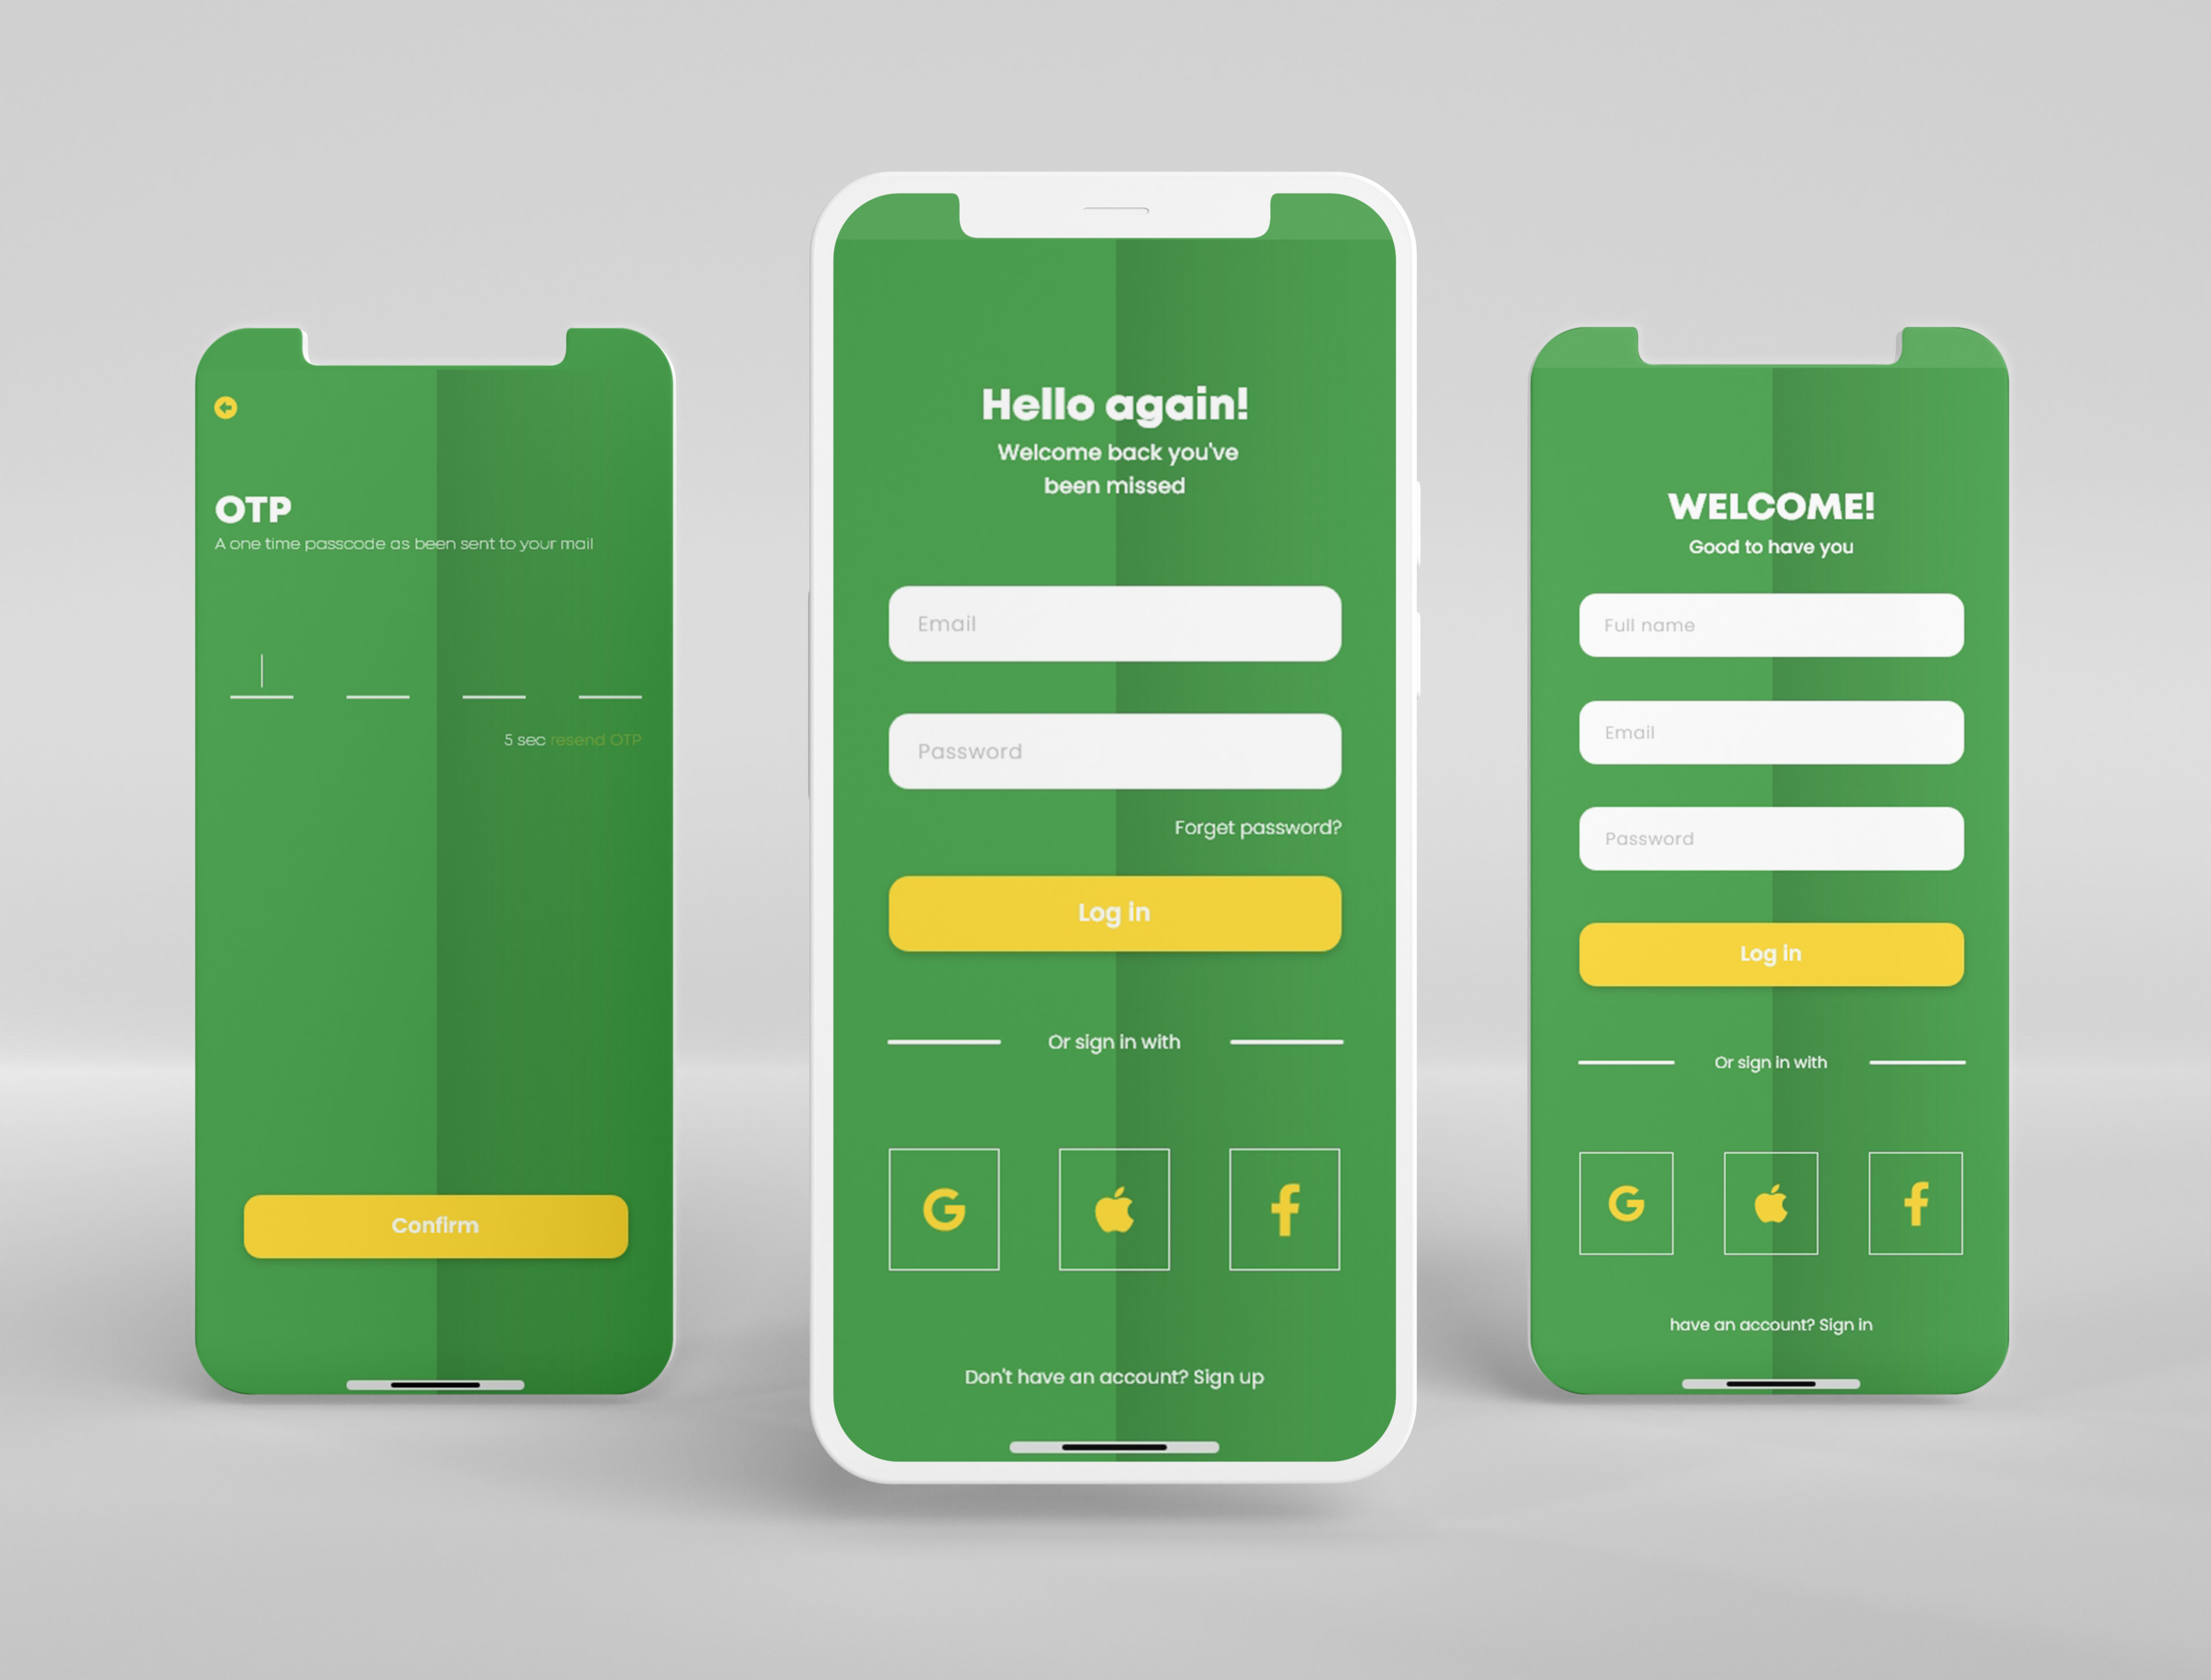 OTP
A one time passcode as been sent to your mail
5 sec resend OTP
Confirm
Hello again!
Welcome back you've
been missed
Email
Password
Forget password?
Log in
Or sign in with
Don't have an account? Sign up
WELCOME!
Good to have you
Full name
Email
Password
Log in
Or sign in with
have an account? Sign in